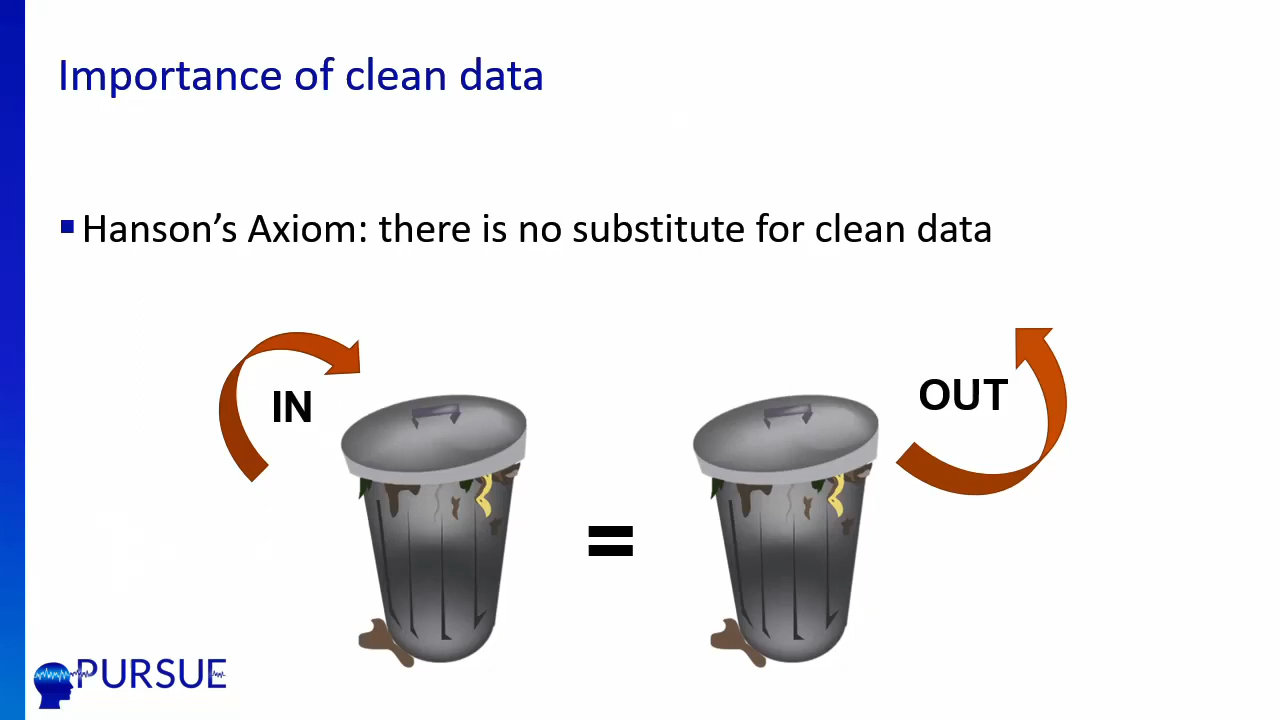 Importance of clean data
Hanson’s Axiom: there is no substitute for clean data
IN
OUT
=
PURSUE